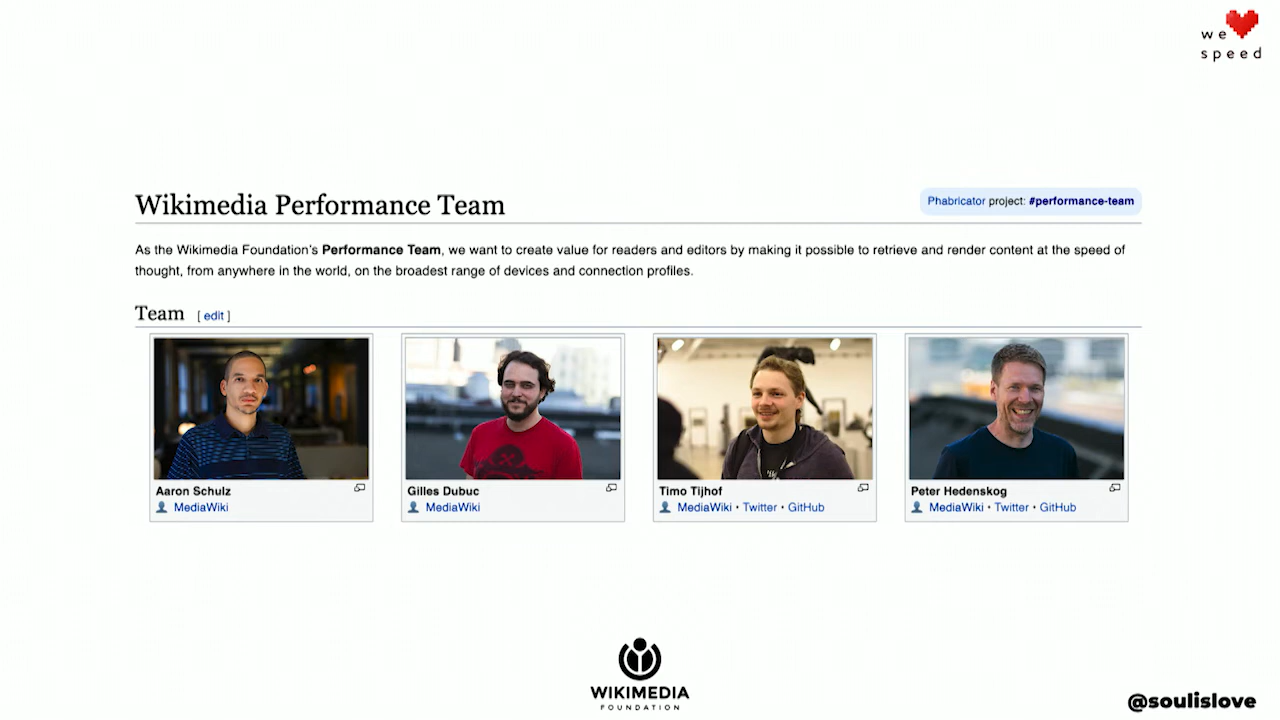 we
speed
Wikimedia Performance Team
Phabricator project: #performance-team
As the Wikimedia Foundation's Performance Team, we want to create value for readers and editors by making it possible to retrieve and render content at the speed of
thought, from anywhere in the world, on the broadest range of devices and connection profiles.
Team [ edit ]
Aaron Schulz
MediaWiki
Gilles Dubuc
MediaWiki
Timo Tijhof
MediaWiki • Twitter • GitHub
Peter Hedenskog
MediaWiki • Twitter • GitHub
WIKIMEDIA
FOUNDATION
@soulislove